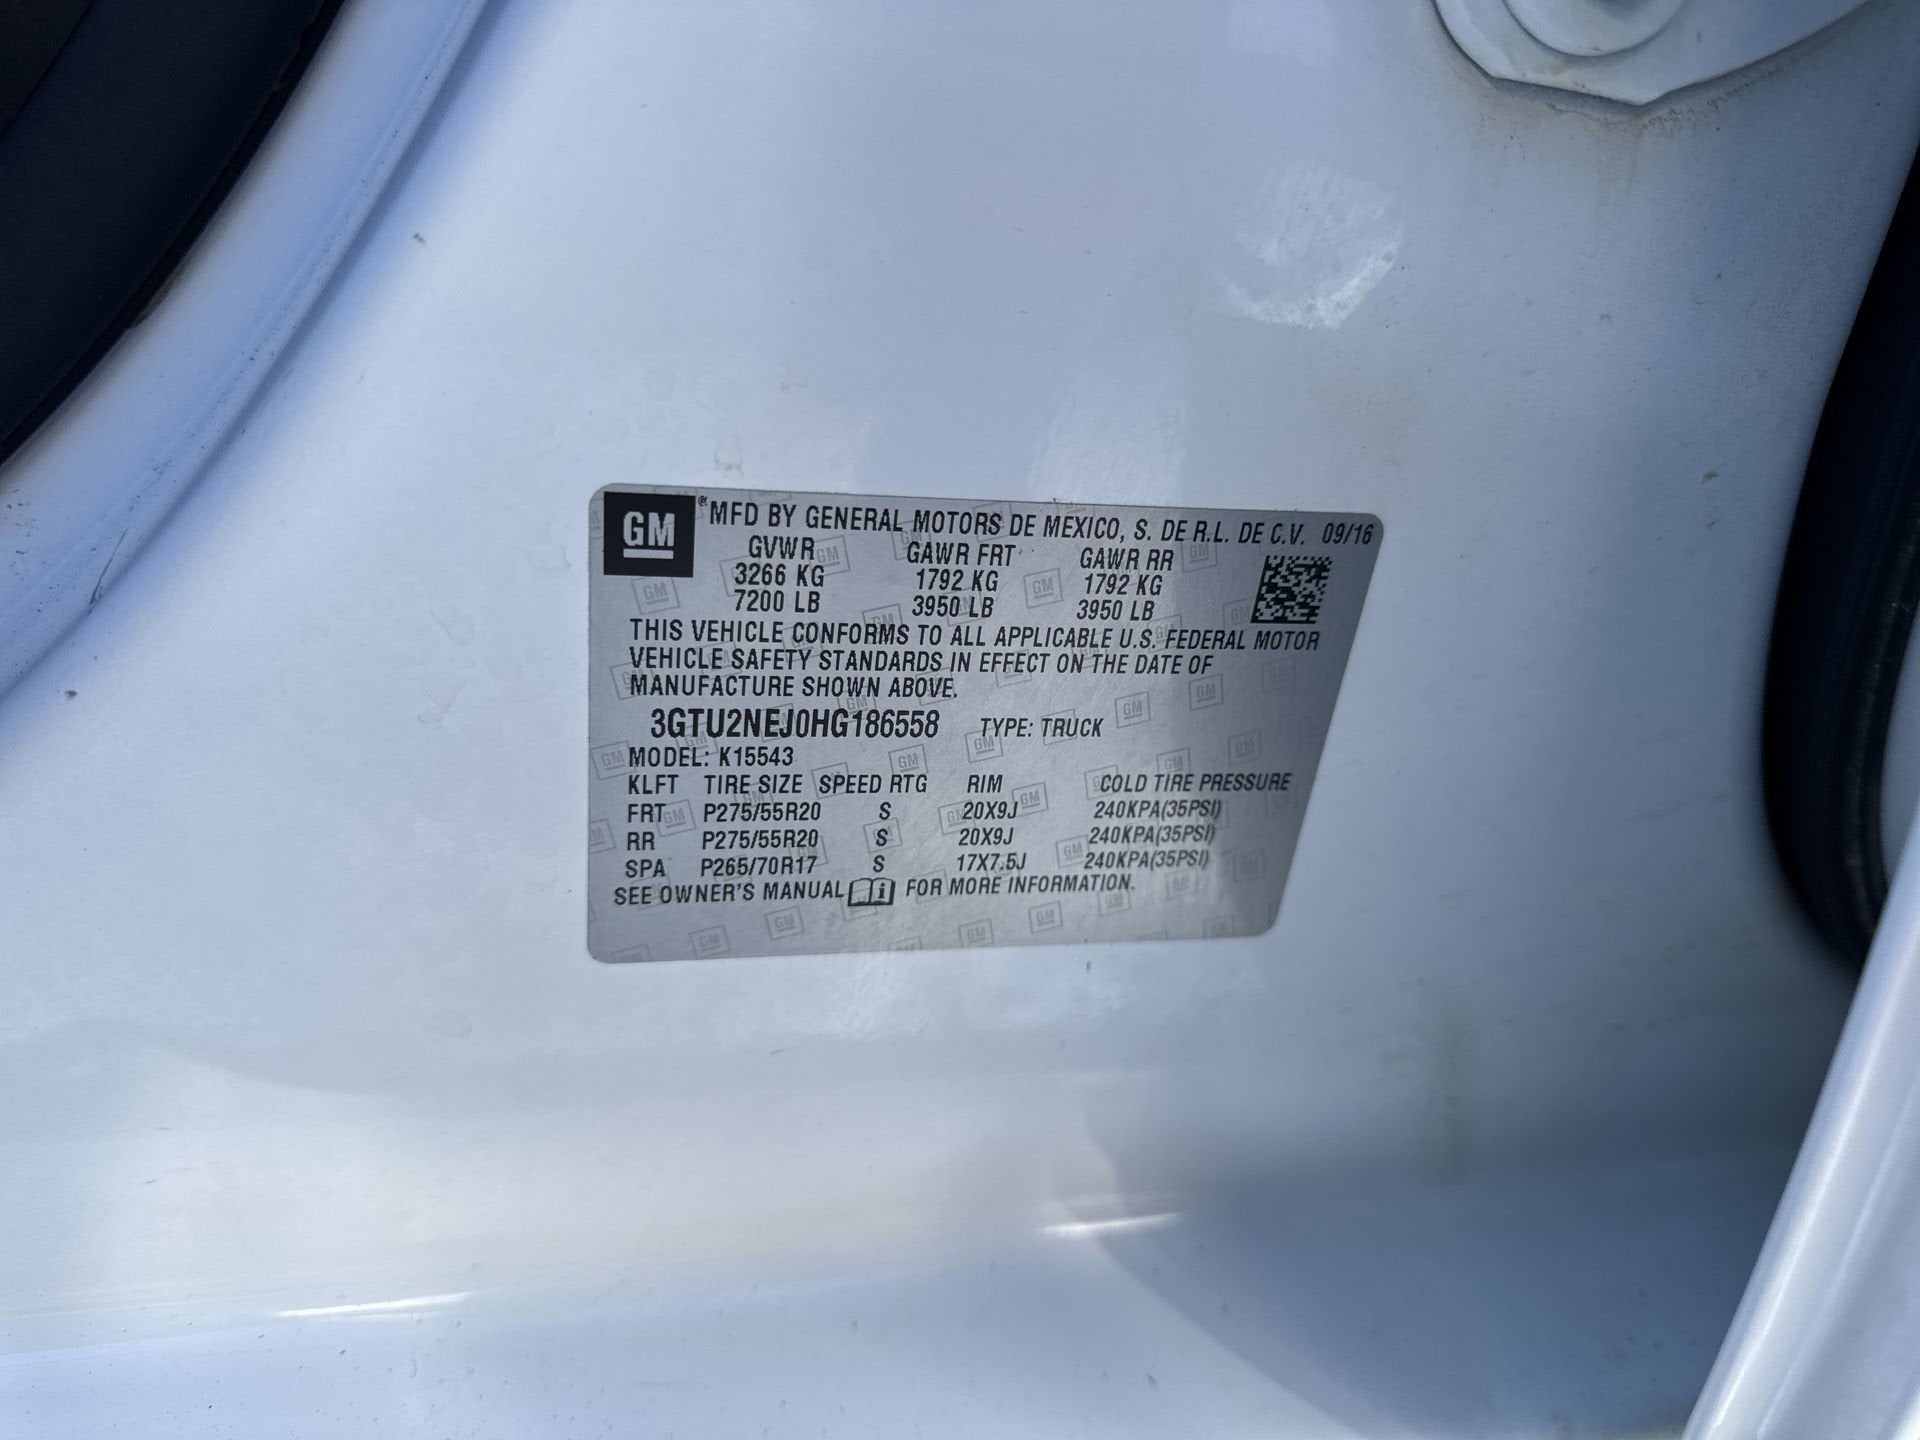 GM ® MFD BY GENERAL MOTORS DE MEXICO, S. DE R.L. DE C.V. 09/16
GVWR GAWR FRT GAWR RR
3266 KG 1792 KG 1792 KG
7200 LB 3950 LB 3950 LB
THIS VEHICLE CONFORMS TO ALL APPLICABLE U.S. FEDERAL MOTOR
VEHICLE SAFETY STANDARDS IN EFFECT ON THE DATE OF
MANUFACTURE SHOWN ABOVE.
3GTU2NEJ0HG186558 TYPE: TRUCK
MODEL: K15543
KLFT TIRE SIZE SPEED RTG RIM COLD TIRE PRESSURE
FRT P275/55R20 S 20X9J 240KPA(35PSI)
RR P275/55R20 S 20X9J 240KPA(35PSI)
SPA P265/70R17 S 17X7.5J 240KPA(35PSI)
SEE OWNER'S MANUAL i FOR MORE INFORMATION.